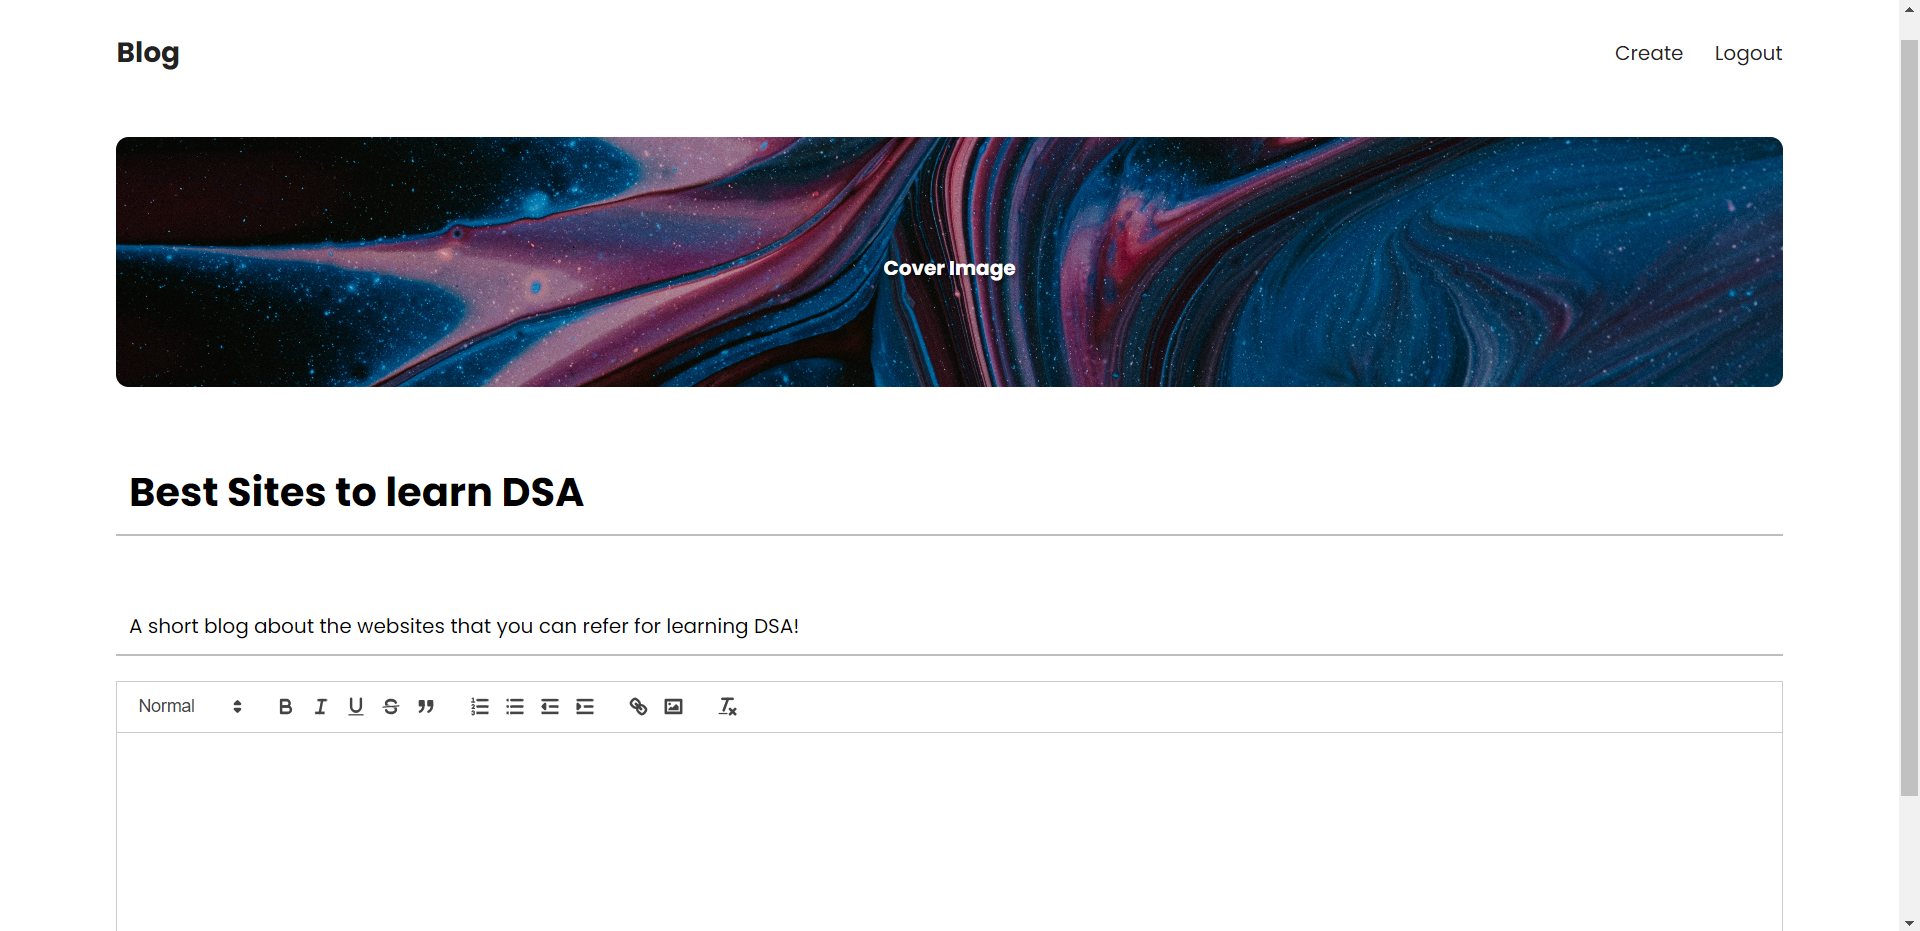 Blog
Create Logout
Cover Image
Best Sites to learn DSA
A short blog about the websites that you can refer for learning DSA!
Normal